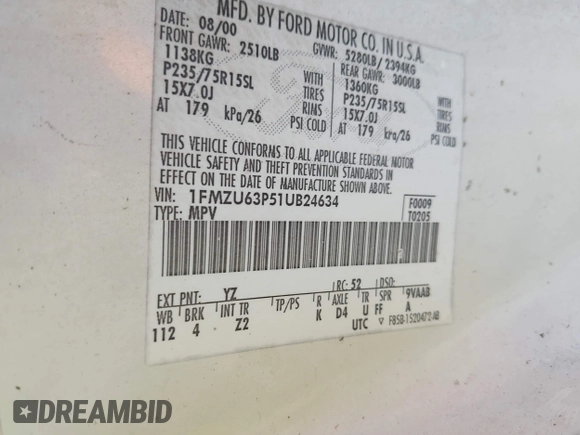 MFD. BY FORD MOTOR CO. IN U.S.A.
DATE: 08/00 GVWR: 5280LB/ 2394KG
FRONT GAWR: 2510LB REAR GAWR: 3000LB
1138KG WITH 1360KG WITH
P235/75R15SL TIRES P235/75R15SL TIRES
15X7.0J RIMS 15X7.0J RIMS
AT 179 kPa/26 PSI COLD AT 179 kPa/26 PSI COLD
THIS VEHICLE CONFORMS TO ALL APPLICABLE FEDERAL MOTOR
VEHICLE SAFETY AND THEFT PREVENTION STANDARDS IN
EFFECT ON THE DATE OF MANUFACTURE SHOWN ABOVE.
VIN: 1FMZU63P51UB24634 F0009
TYPE: MPV T0205
EXT PNT: YZ RC: 52 DSO:
WB BRK INT TR TP/PS R AXLE TR SPR 9VAAB
112 4 Z2 K D4 U UFF A
UTC ▽ F85B-1520472-AB
DREAMBID